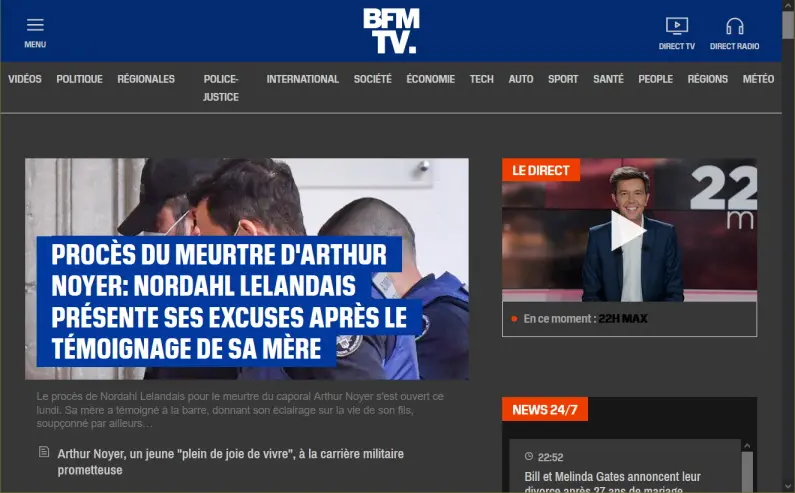 BFM
TV.
MENU
DIRECT TV
DIRECT RADIO
VIDÉOS
POLITIQUE
RÉGIONALES
POLICE-
JUSTICE
INTERNATIONAL
SOCIÉTÉ
ÉCONOMIE
TECH
AUTO
SPORT
SANTÉ
PEOPLE
RÉGIONS
MÉTÉO
PROCÈS DU MEURTRE D'ARTHUR
NOYER: NORDAHL LELANDAIS
PRÉSENTE SES EXCUSES APRÈS LE
TÉMOIGNAGE DE SA MÈRE
Le procès de Nordahl Lelandais pour le meurtre du caporal Arthur Noyer s'est ouvert ce
lundi. Sa mère a témoigné à la barre, donnant son éclairage sur la vie de son fils,
soupçonné par ailleurs…
Arthur Noyer, un jeune "plein de joie de vivre", à la carrière militaire
prometteuse
LE DIRECT
22
m
En ce moment : 22H MAX
NEWS 24/7
22:52
Bill et Melinda Gates annoncent leur
divorce après 27 ans de mariage